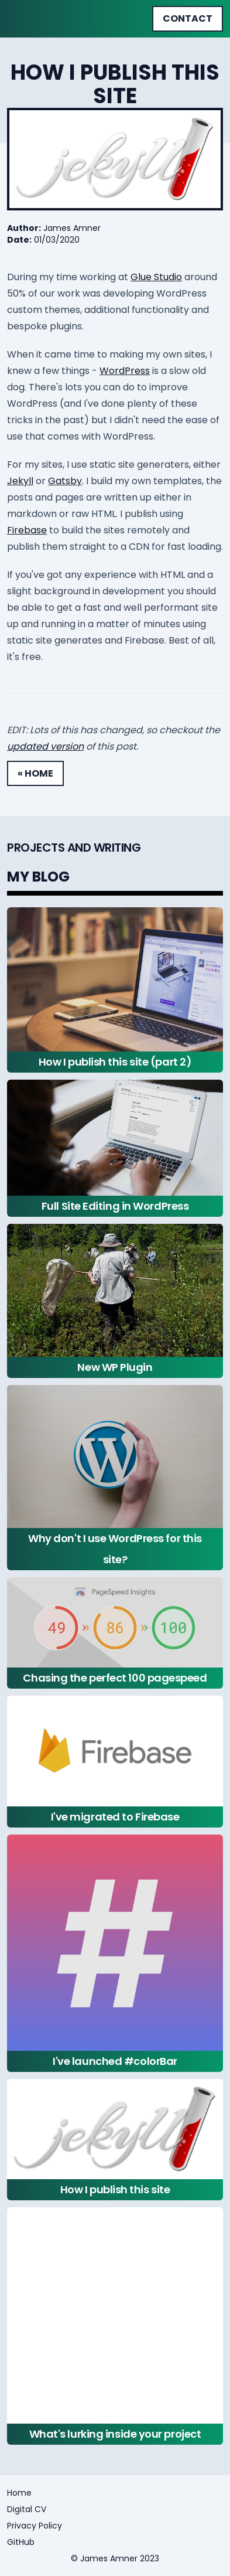 CONTACT
HOW I PUBLISH THIS
SITE
jekyll
Author: James Amner
Date: 01/03/2020
During my time working at Glue Studio around
50% of our work was developing WordPress
custom themes, additional functionality and
bespoke plugins.
When it came time to making my own sites, I
knew a few things - WordPress is a slow old
dog. There's lots you can do to improve
WordPress (and I've done plenty of these
tricks in the past) but I didn't need the ease of
use that comes with WordPress.
For my sites, I use static site generators, either
Jekyll or Gatsby. I build my own templates, the
posts and pages are written up either in
markdown or raw HTML. I publish using
Firebase to build the sites remotely and
publish them straight to a CDN for fast loading.
If you've got any experience with HTML and a
slight background in development you should
be able to get a fast and well performant site
up and running in a matter of minutes using
static site generates and Firebase. Best of all,
it's free.
EDIT: Lots of this has changed, so checkout the
updated version of this post.
« HOME
PROJECTS AND WRITING
MY BLOG
How I publish this site (part 2)
Full Site Editing in WordPress
New WP Plugin
Why don't I use WordPress for this
site?
PageSpeed Insights
49 » 86 » 100
Chasing the perfect 100 pagespeed
Firebase
I've migrated to Firebase
#
I've launched #colorBar
jekyll
How I publish this site
What's lurking inside your project
Home
Digital CV
Privacy Policy
GitHub
© James Amner 2023